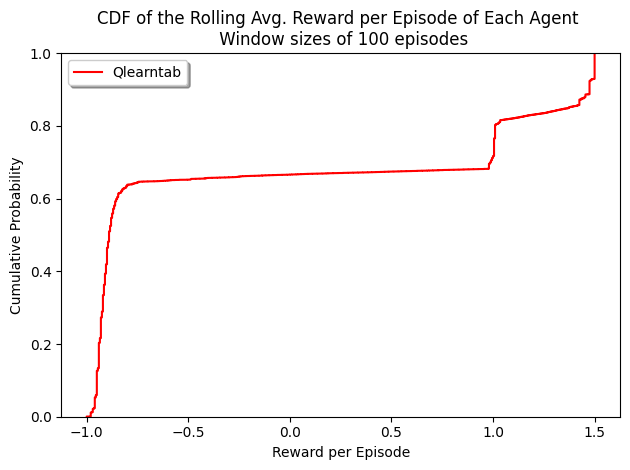 CDF of the Rolling Avg. Reward per Episode of Each Agent
Window sizes of 100 episodes
Qlearntab
1.0
0.8
0.6
0.4
0.2
0.0
Cumulative Probability
−1.0 −0.5 0.0 0.5 1.0 1.5
Reward per Episode